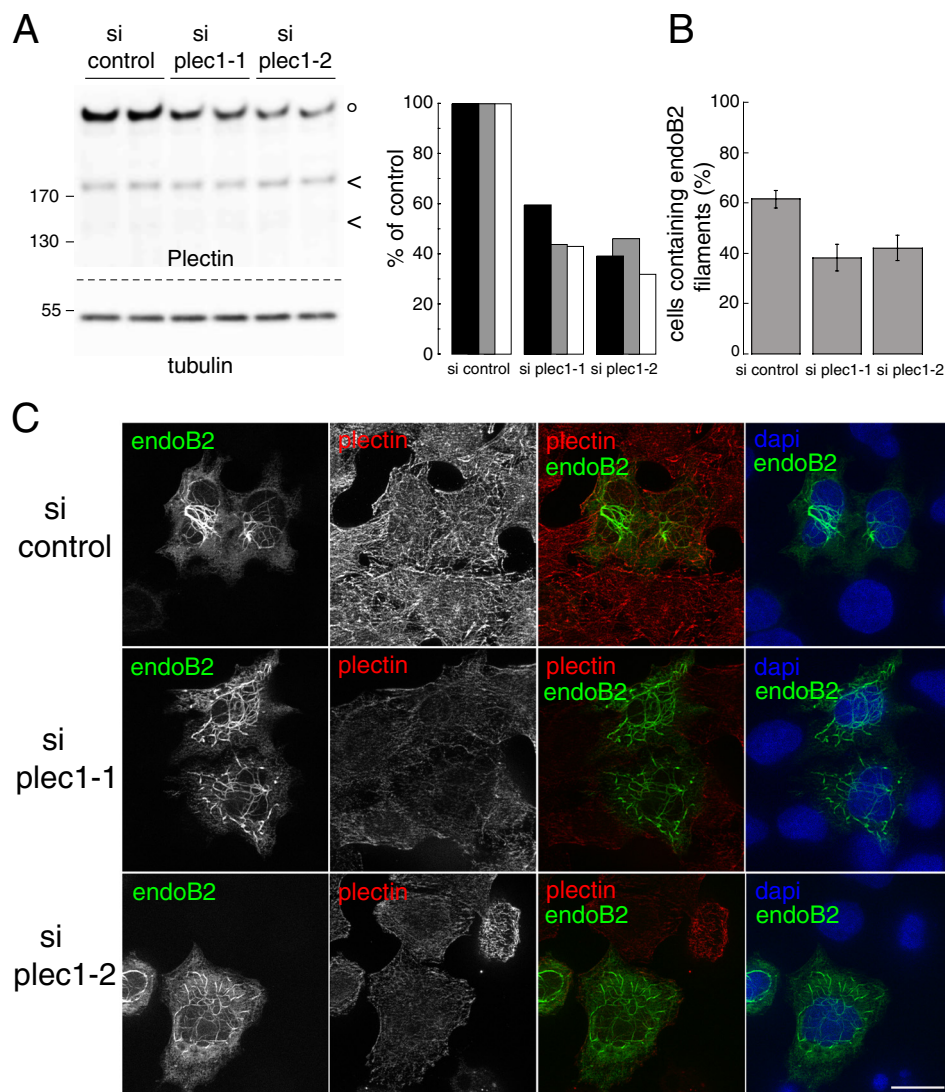 A
B
si
control
si
plec1-1
si
plec1-2
°
<
<
170
130
Plectin
55
tubulin
% of control
100
80
60
40
20
0
si control
si plec1-1
si plec1-2
cells containing endoB2
filaments (%)
100
80
60
40
20
0
si control
si plec1-1
si plec1-2
C
endoB2
plectin
plectin
endoB2
dapi
endoB2
si
control
endoB2
plectin
plectin
endoB2
dapi
endoB2
si
plec1-1
endoB2
plectin
plectin
endoB2
dapi
endoB2
si
plec1-2